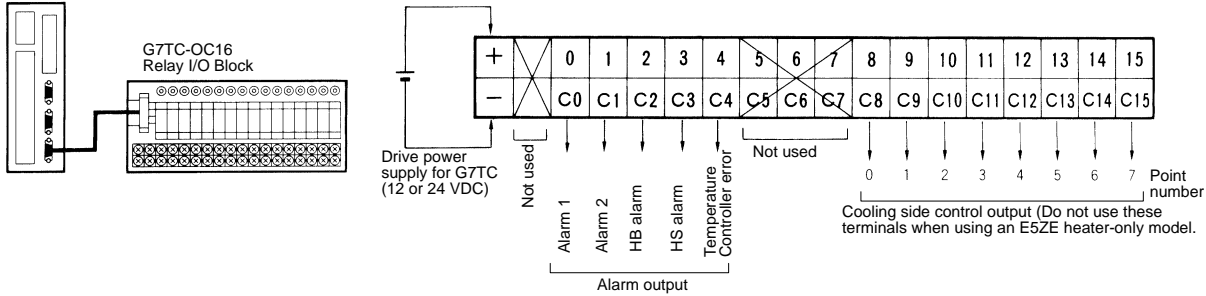 G7TC-OC16
Relay I/O Block
+ 0 1 2 3 4 5 6 7 8 9 10 11 12 13 14 15
− C0 C1 C2 C3 C4 C5 C6 C7 C8 C9 C10 C11 C12 C13 C14 C15
Drive power
supply for G7TC
(12 or 24 VDC)
Not used
Alarm 1
Alarm 2
HB alarm
HS alarm
Temperature
Controller error
Alarm output
Not used
0 1 2 3 4 5 6 7 Point
number
Cooling side control output (Do not use these
terminals when using an E5ZE heater-only model.